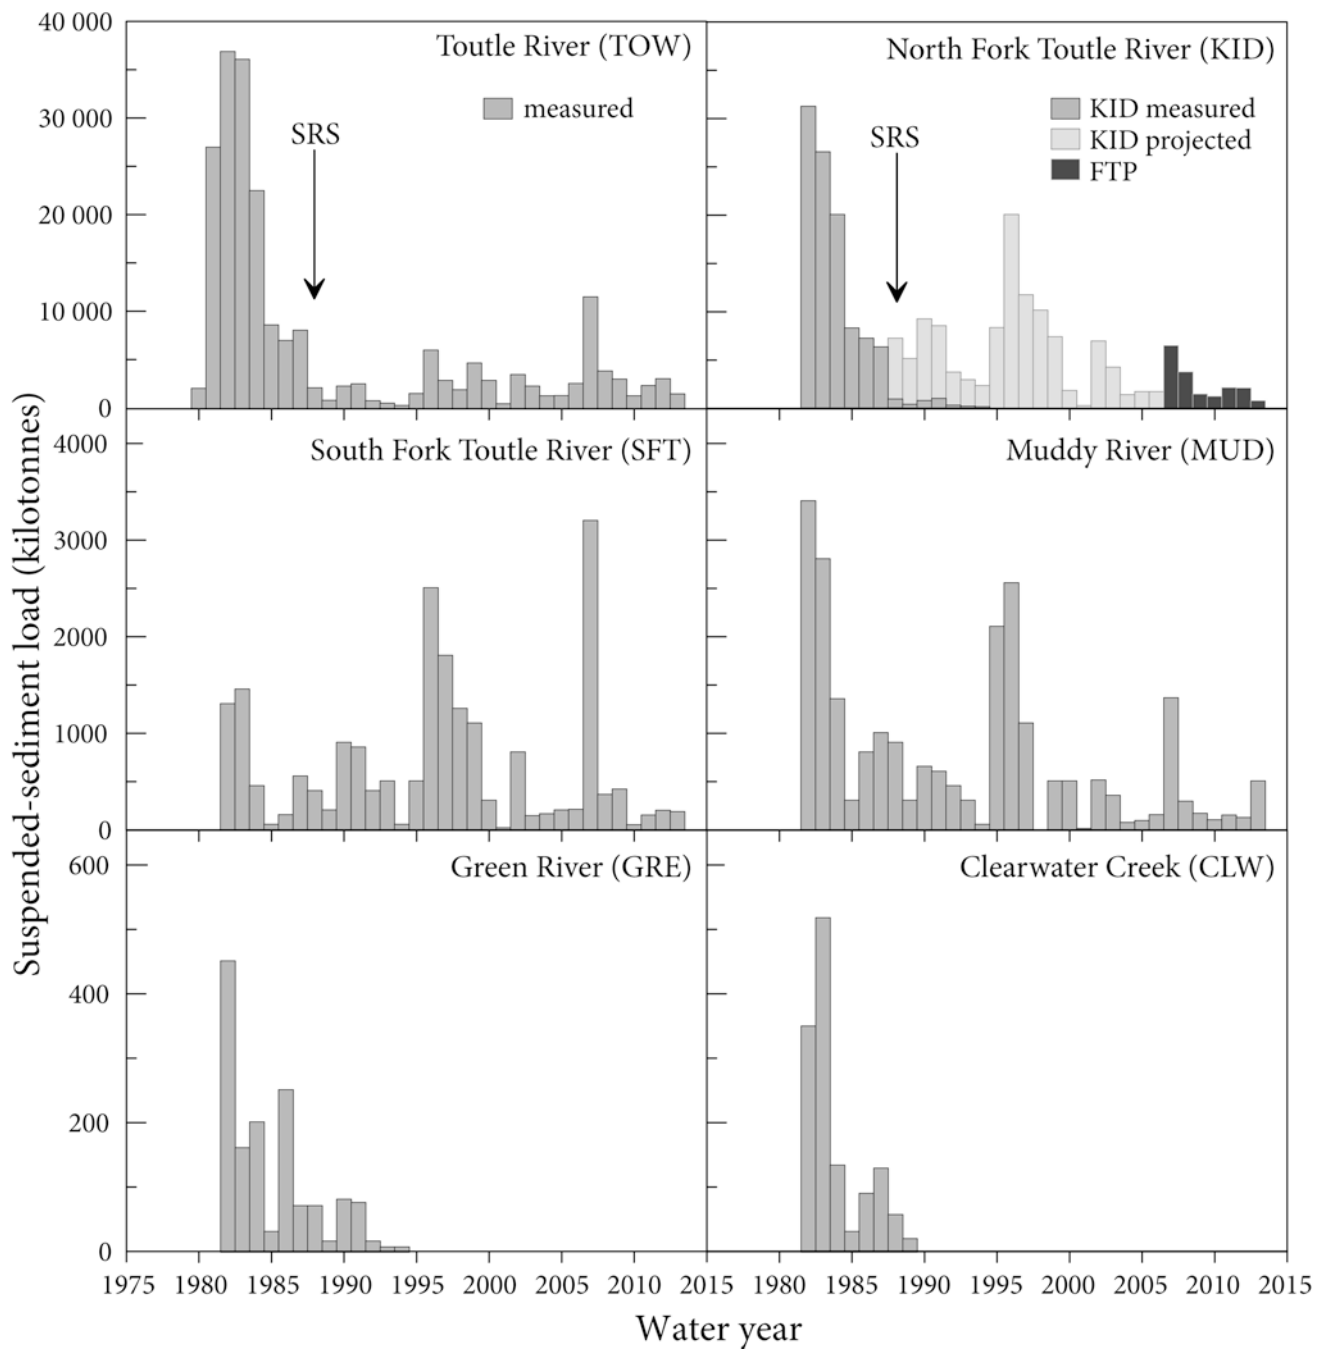 40 000
30 000
20 000
10 000
0
Toutle River (TOW)
measured
SRS
North Fork Toutle River (KID)
KID measured
KID projected
FTP
SRS
Suspended-sediment load (kilotonnes)
4000
3000
2000
1000
0
South Fork Toutle River (SFT)
Muddy River (MUD)
600
400
200
0
Green River (GRE)
Clearwater Creek (CLW)
1975 1980 1985 1990 1995 2000 2005 2010 2015 1980 1985 1990 1995 2000 2005 2010 2015
Water year